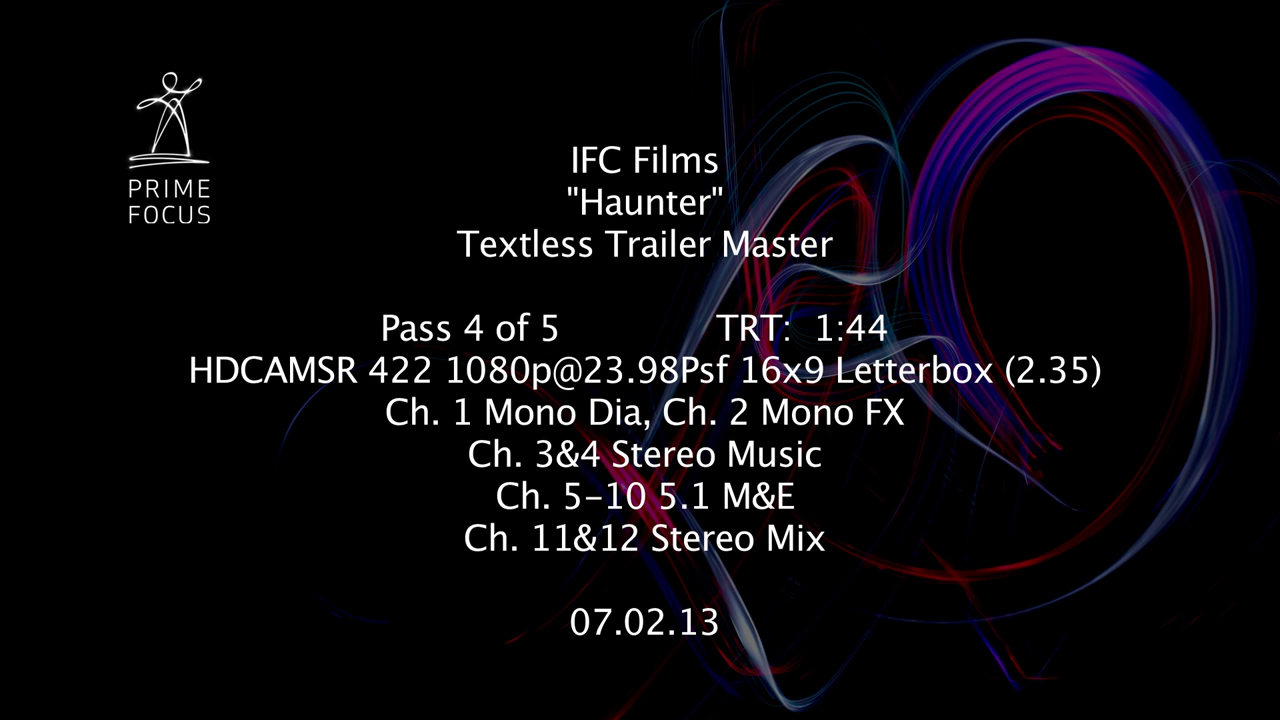 PRIME
FOCUS
IFC Films
"Haunter"
Textless Trailer Master
Pass 4 of 5 TRT: 1:44
HDCAMSR 422 1080p@23.98Psf 16x9 Letterbox (2.35)
Ch. 1 Mono Dia, Ch. 2 Mono FX
Ch. 3&4 Stereo Music
Ch. 5-10 5.1 M&E
Ch. 11&12 Stereo Mix
07.02.13